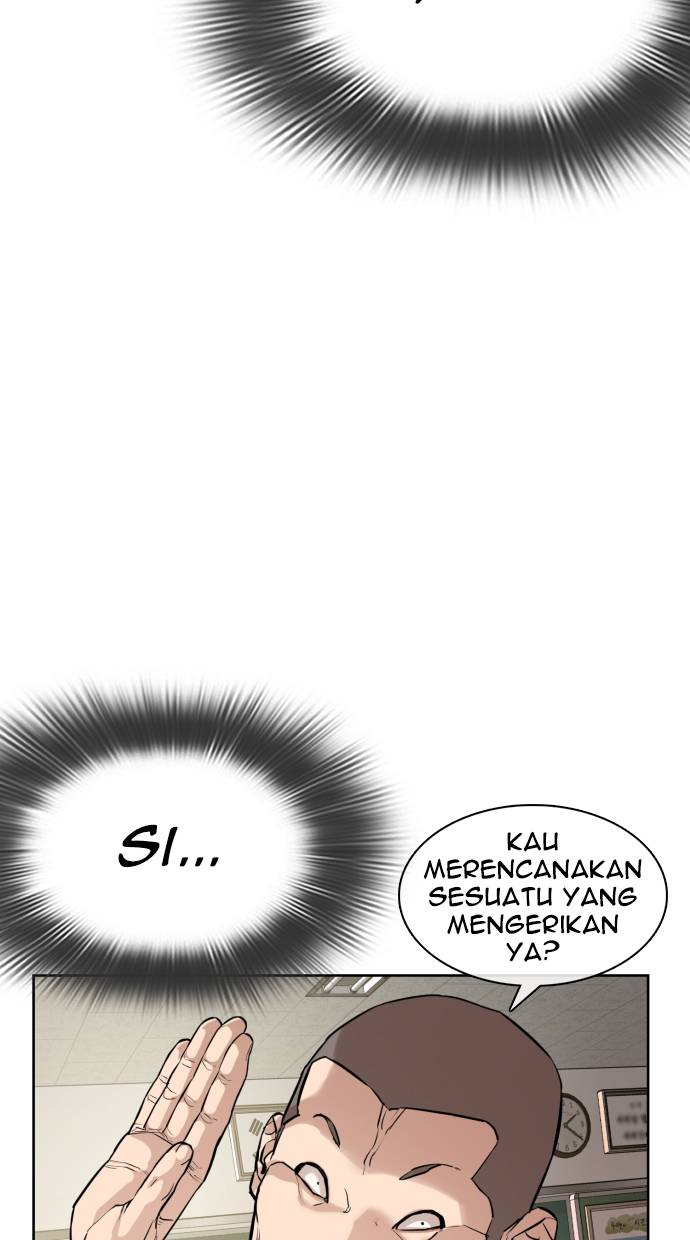 SI...
KAU
MERENCANAKAN
SESUATU YANG
MENGERIKAN
YA?